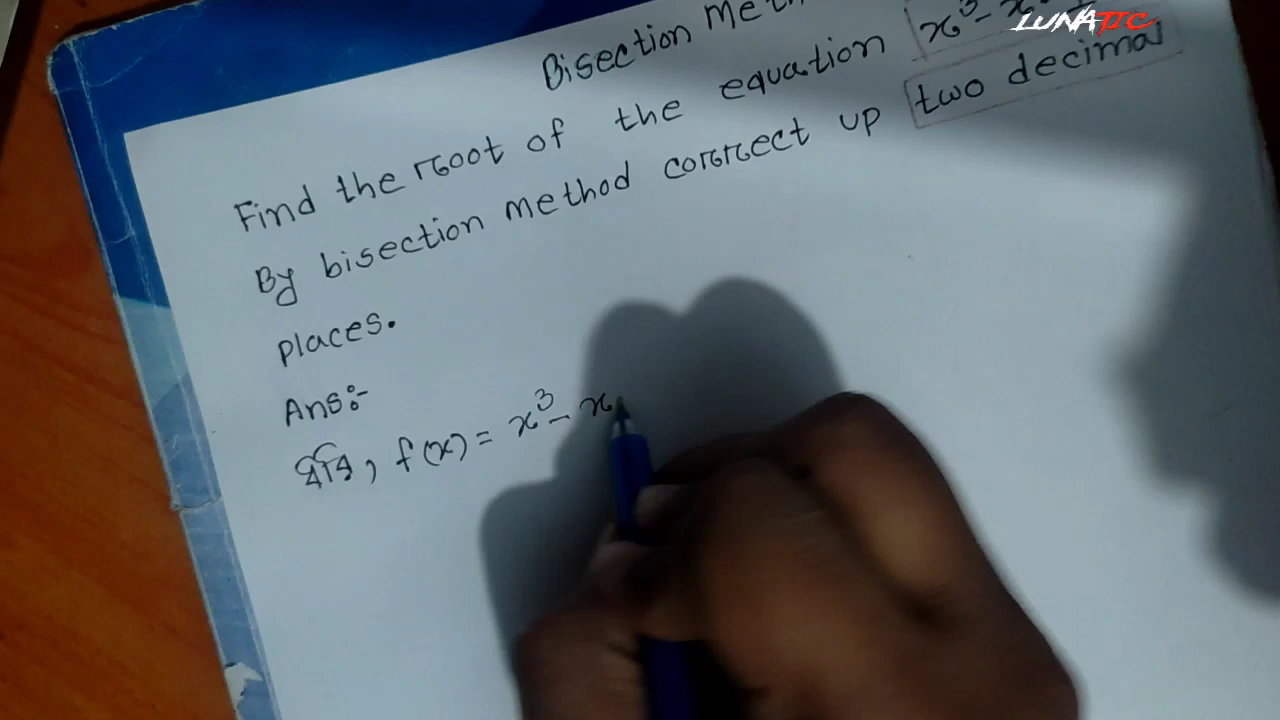 Bisection
Find the root of the equation x³ - x
By bisection method correct up two decimal
places.
Ans:-
ধরি, f(x) = x³ - x
LUNATIC